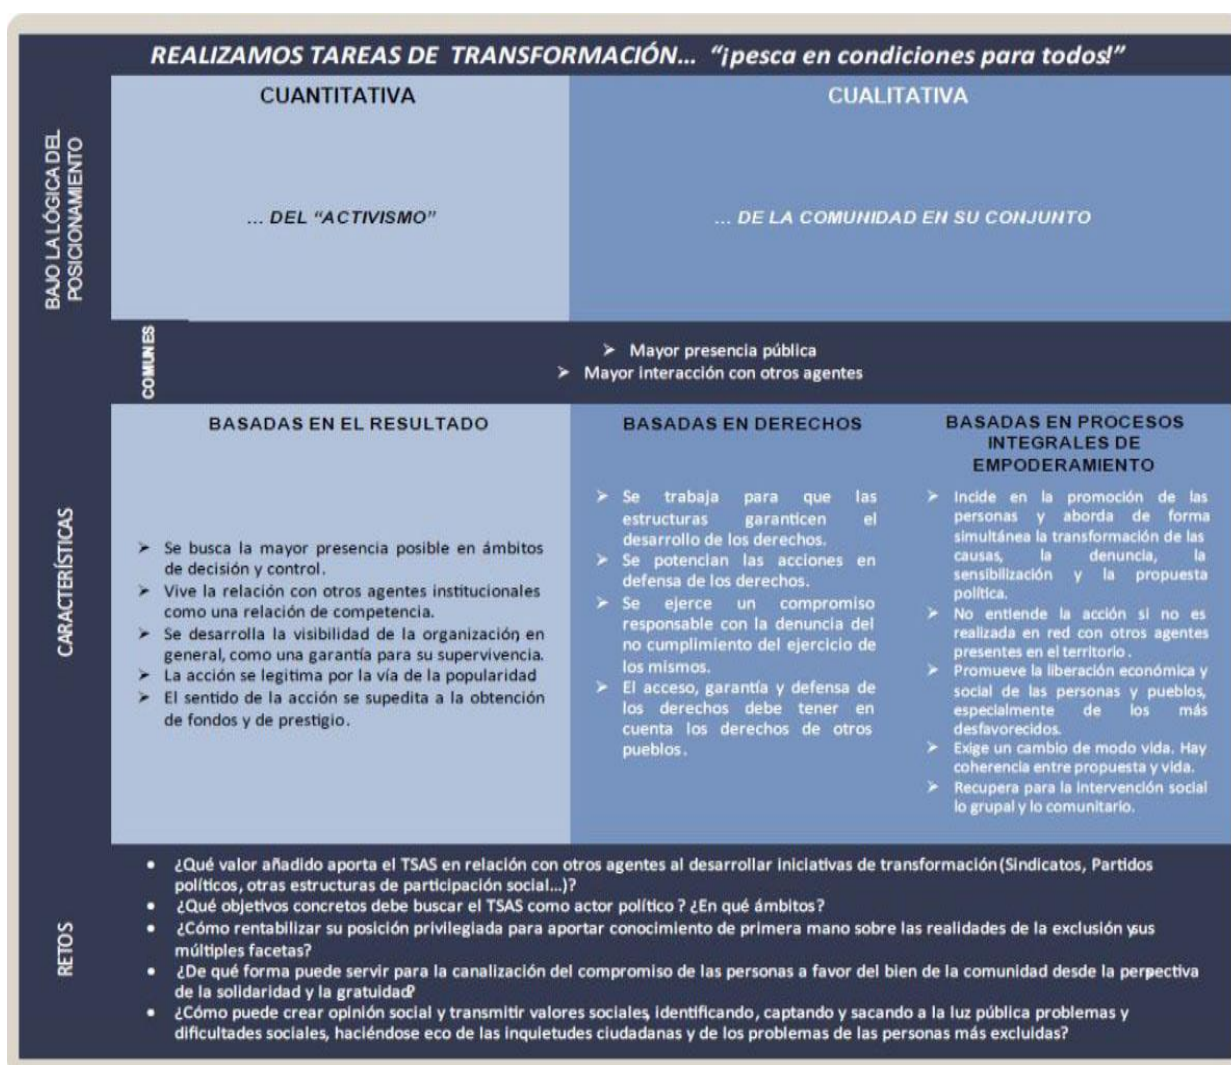 REALIZAMOS TAREAS DE TRANSFORMACIÓN... "¡pesca en condiciones para todos!"
BAJO LA LÓGICA DEL
POSICIONAMIENTO
CUANTITATIVA
... DEL "ACTIVISMO"
CUALITATIVA
... DE LA COMUNIDAD EN SU CONJUNTO
COMUNES
➢ Mayor presencia pública
➢ Mayor interacción con otros agentes
CARACTERÍSTICAS
BASADAS EN EL RESULTADO
➢ Se busca la mayor presencia posible en ámbitos
de decisión y control.
➢ Vive la relación con otros agentes institucionales
como una relación de competencia.
➢ Se desarrolla la visibilidad de la organización, en
general, como una garantía para su supervivencia.
➢ La acción se legitima por la vía de la popularidad
➢ El sentido de la acción se supedita a la obtención
de fondos y de prestigio.
BASADAS EN DERECHOS
➢ Se trabaja para que las
estructuras garanticen el
desarrollo de los derechos.
➢ Se potencian las acciones en
defensa de los derechos.
➢ Se ejerce un compromiso
responsable con la denuncia del
no cumplimiento del ejercicio de
los mismos.
➢ El acceso, garantía y defensa de
los derechos debe tener en
cuenta los derechos de otros
pueblos.
BASADAS EN PROCESOS
INTEGRALES DE
EMPODERAMIENTO
➢ Incide en la promoción de las
personas y aborda de forma
simultánea la transformación de las
causas, la denuncia, la
sensibilización y la propuesta
política.
➢ No entiende la acción si no es
realizada en red con otros agentes
presentes en el territorio.
➢ Promueve la liberación económica y
social de las personas y pueblos,
especialmente de los más
desfavorecidos.
➢ Exige un cambio de modo vida. Hay
coherencia entre propuesta y vida.
➢ Recupera para la intervención social
lo grupal y lo comunitario.
RETOS
• ¿Qué valor añadido aporta el TSAS en relación con otros agentes al desarrollar iniciativas de transformación (Sindicatos, Partidos
políticos, otras estructuras de participación social...)?
• ¿Qué objetivos concretos debe buscar el TSAS como actor político ? ¿En qué ámbitos?
• ¿Cómo rentabilizar su posición privilegiada para aportar conocimiento de primera mano sobre las realidades de la exclusión y sus
múltiples facetas?
• ¿De qué forma puede servir para la canalización del compromiso de las personas a favor del bien de la comunidad desde la perspectiva
de la solidaridad y la gratuidad?
• ¿Cómo puede crear opinión social y transmitir valores sociales, identificando, captando y sacando a la luz pública problemas y
dificultades sociales, haciéndose eco de las inquietudes ciudadanas y de los problemas de las personas más excluidas?